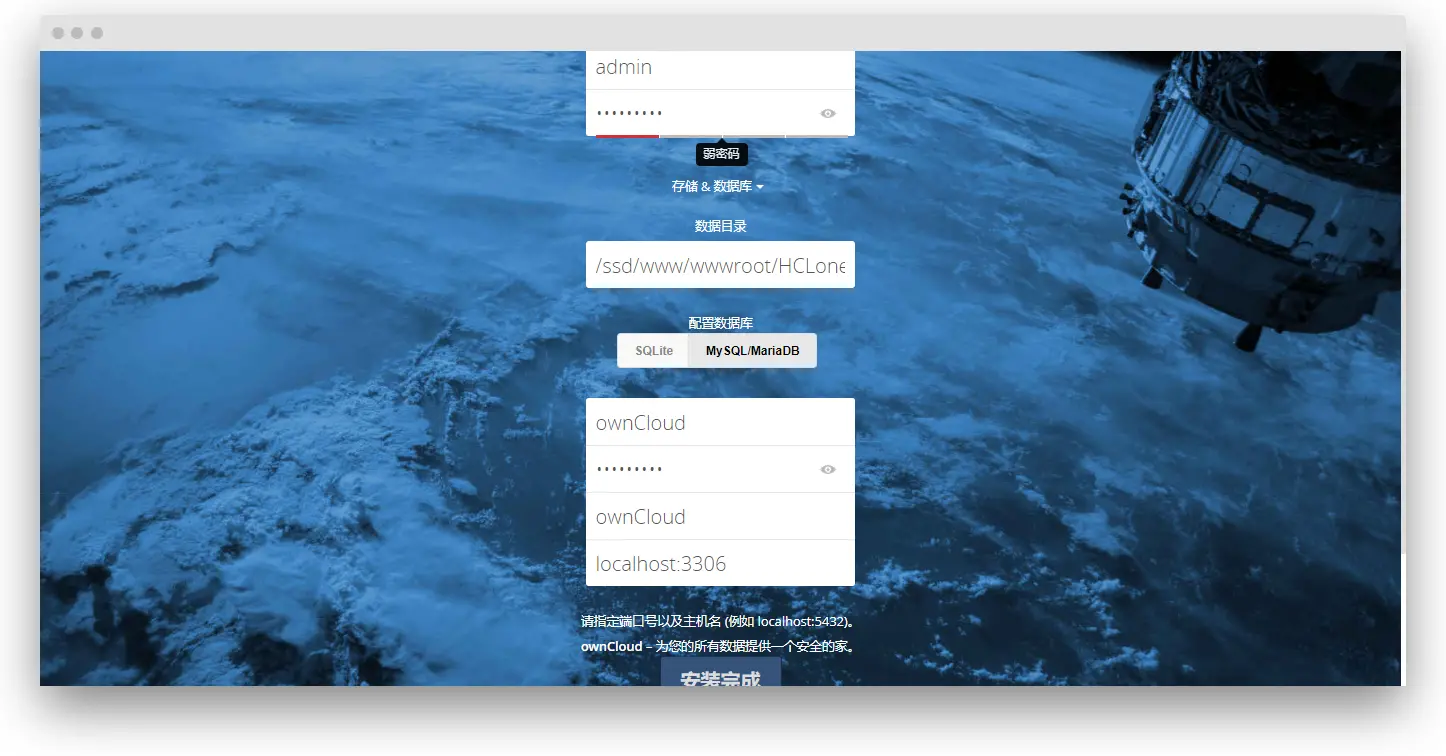 admin
•••••••••
弱密码
存储 & 数据库
数据目录
/ssd/www/wwwroot/HCLone
配置数据库
SQLite MySQL/MariaDB
ownCloud
•••••••••
ownCloud
localhost:3306
请指定端口号以及主机名 (例如 localhost:5432)。
ownCloud – 为您的所有数据提供一个安全的家。
安装完成